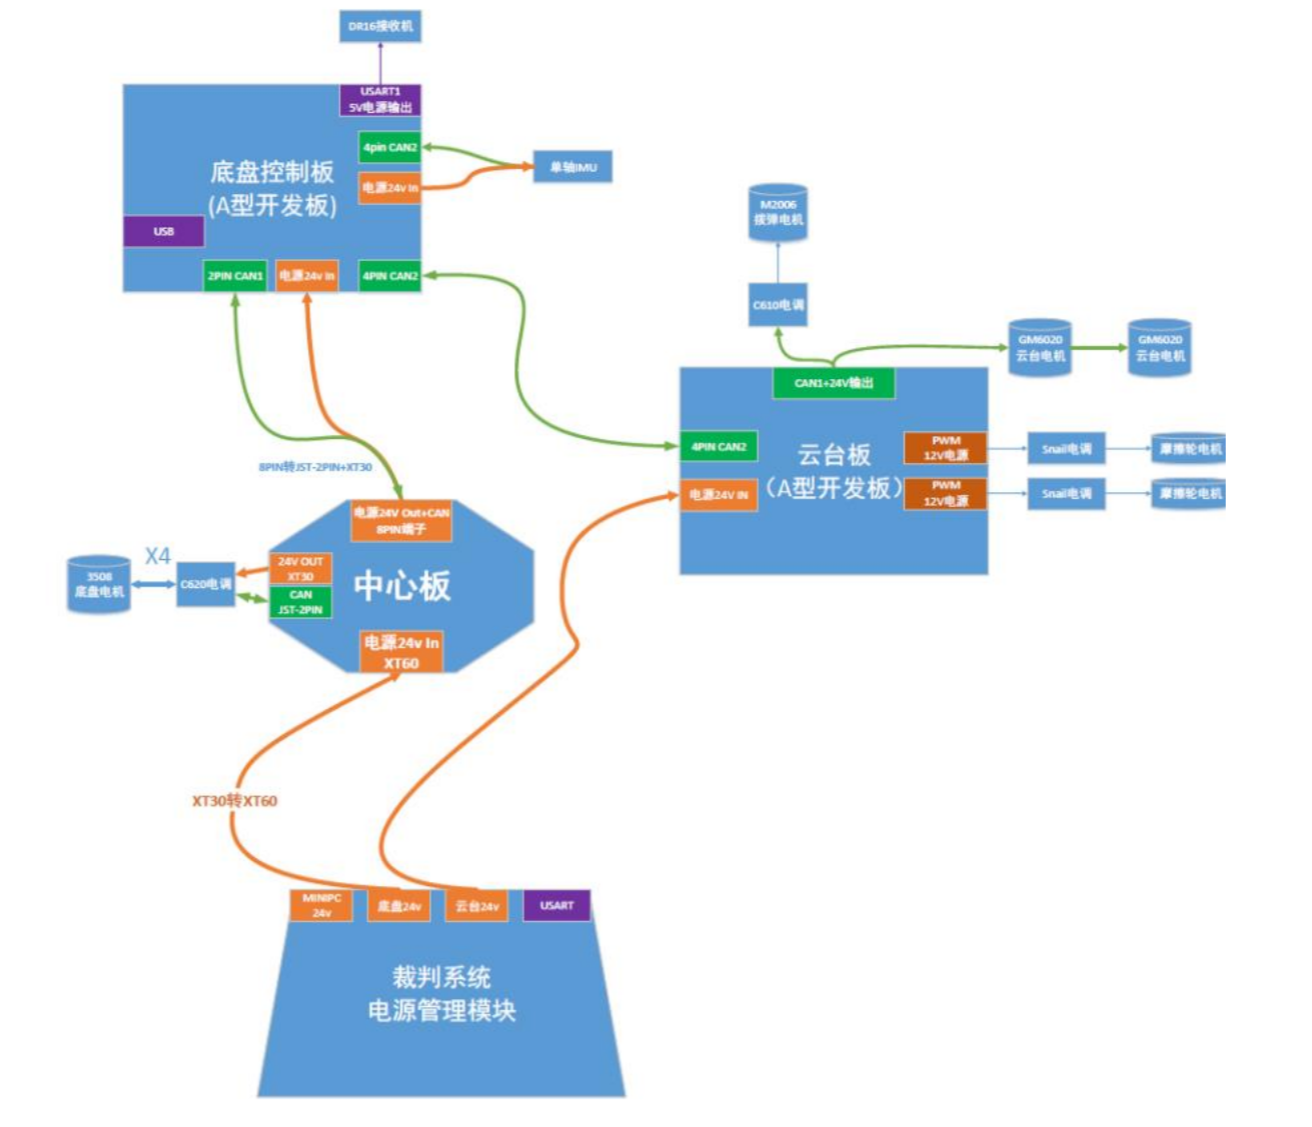 DR16接收机
USART1
5V电源输出
4pin CAN2
底盘控制板
(A型开发板)
电源24v In
单轴IMU
USB
2PIN CAN1
电源24v In
4PIN CAN2
M2006
拨弹电机
C610电调
GM6020
云台电机
GM6020
云台电机
CAN1+24V输出
4PIN CAN2
云台板
（A型开发板）
电源24V IN
PWM
12V电源
Snail电调
摩擦轮电机
PWM
12V电源
Snail电调
摩擦轮电机
8PIN转JST-2PIN+XT30
电源24V Out+CAN
8PIN端子
X4
3508
底盘电机
C620电调
24V OUT
XT30
CAN
JST-2PIN
中心板
电源24v In
XT60
XT30转XT60
MINIPC
24v
底盘24v
云台24v
USART
裁判系统
电源管理模块